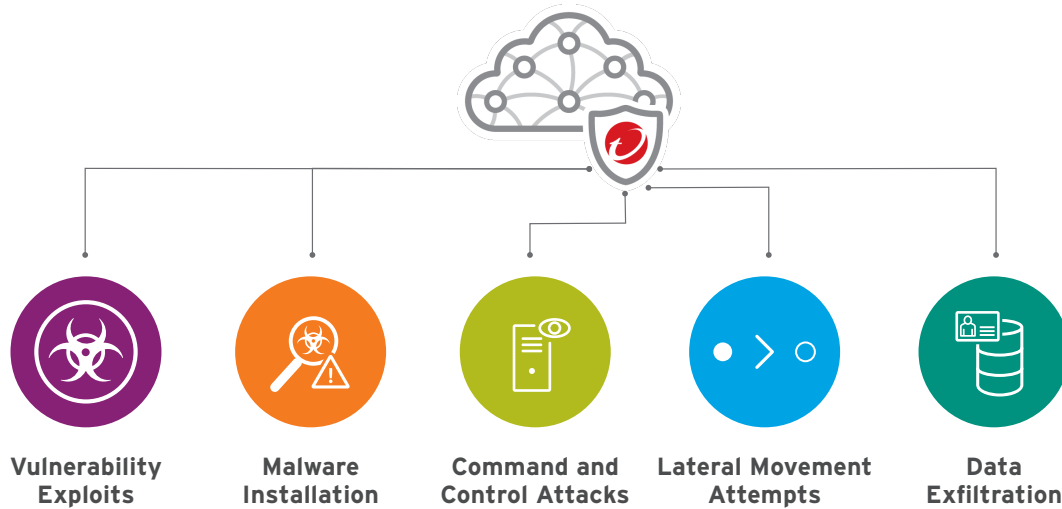 Vulnerability
Exploits
Malware
Installation
Command and
Control Attacks
Lateral Movement
Attempts
Data
Exfiltration